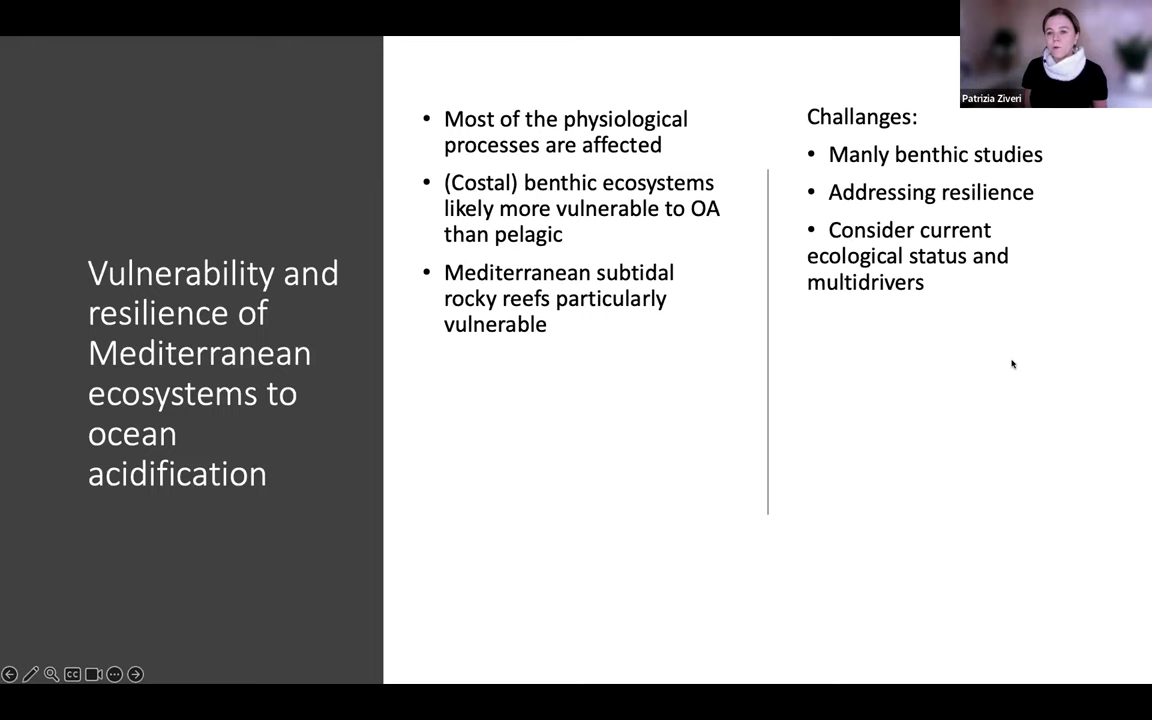 Vulnerability and
resilience of
Mediterranean
ecosystems to
ocean
acidification
• Most of the physiological
processes are affected
• (Costal) benthic ecosystems
likely more vulnerable to OA
than pelagic
• Mediterranean subtidal
rocky reefs particularly
vulnerable
Challanges:
• Manly benthic studies
• Addressing resilience
• Consider current
ecological status and
multidrivers
Patrizia Ziveri
CC